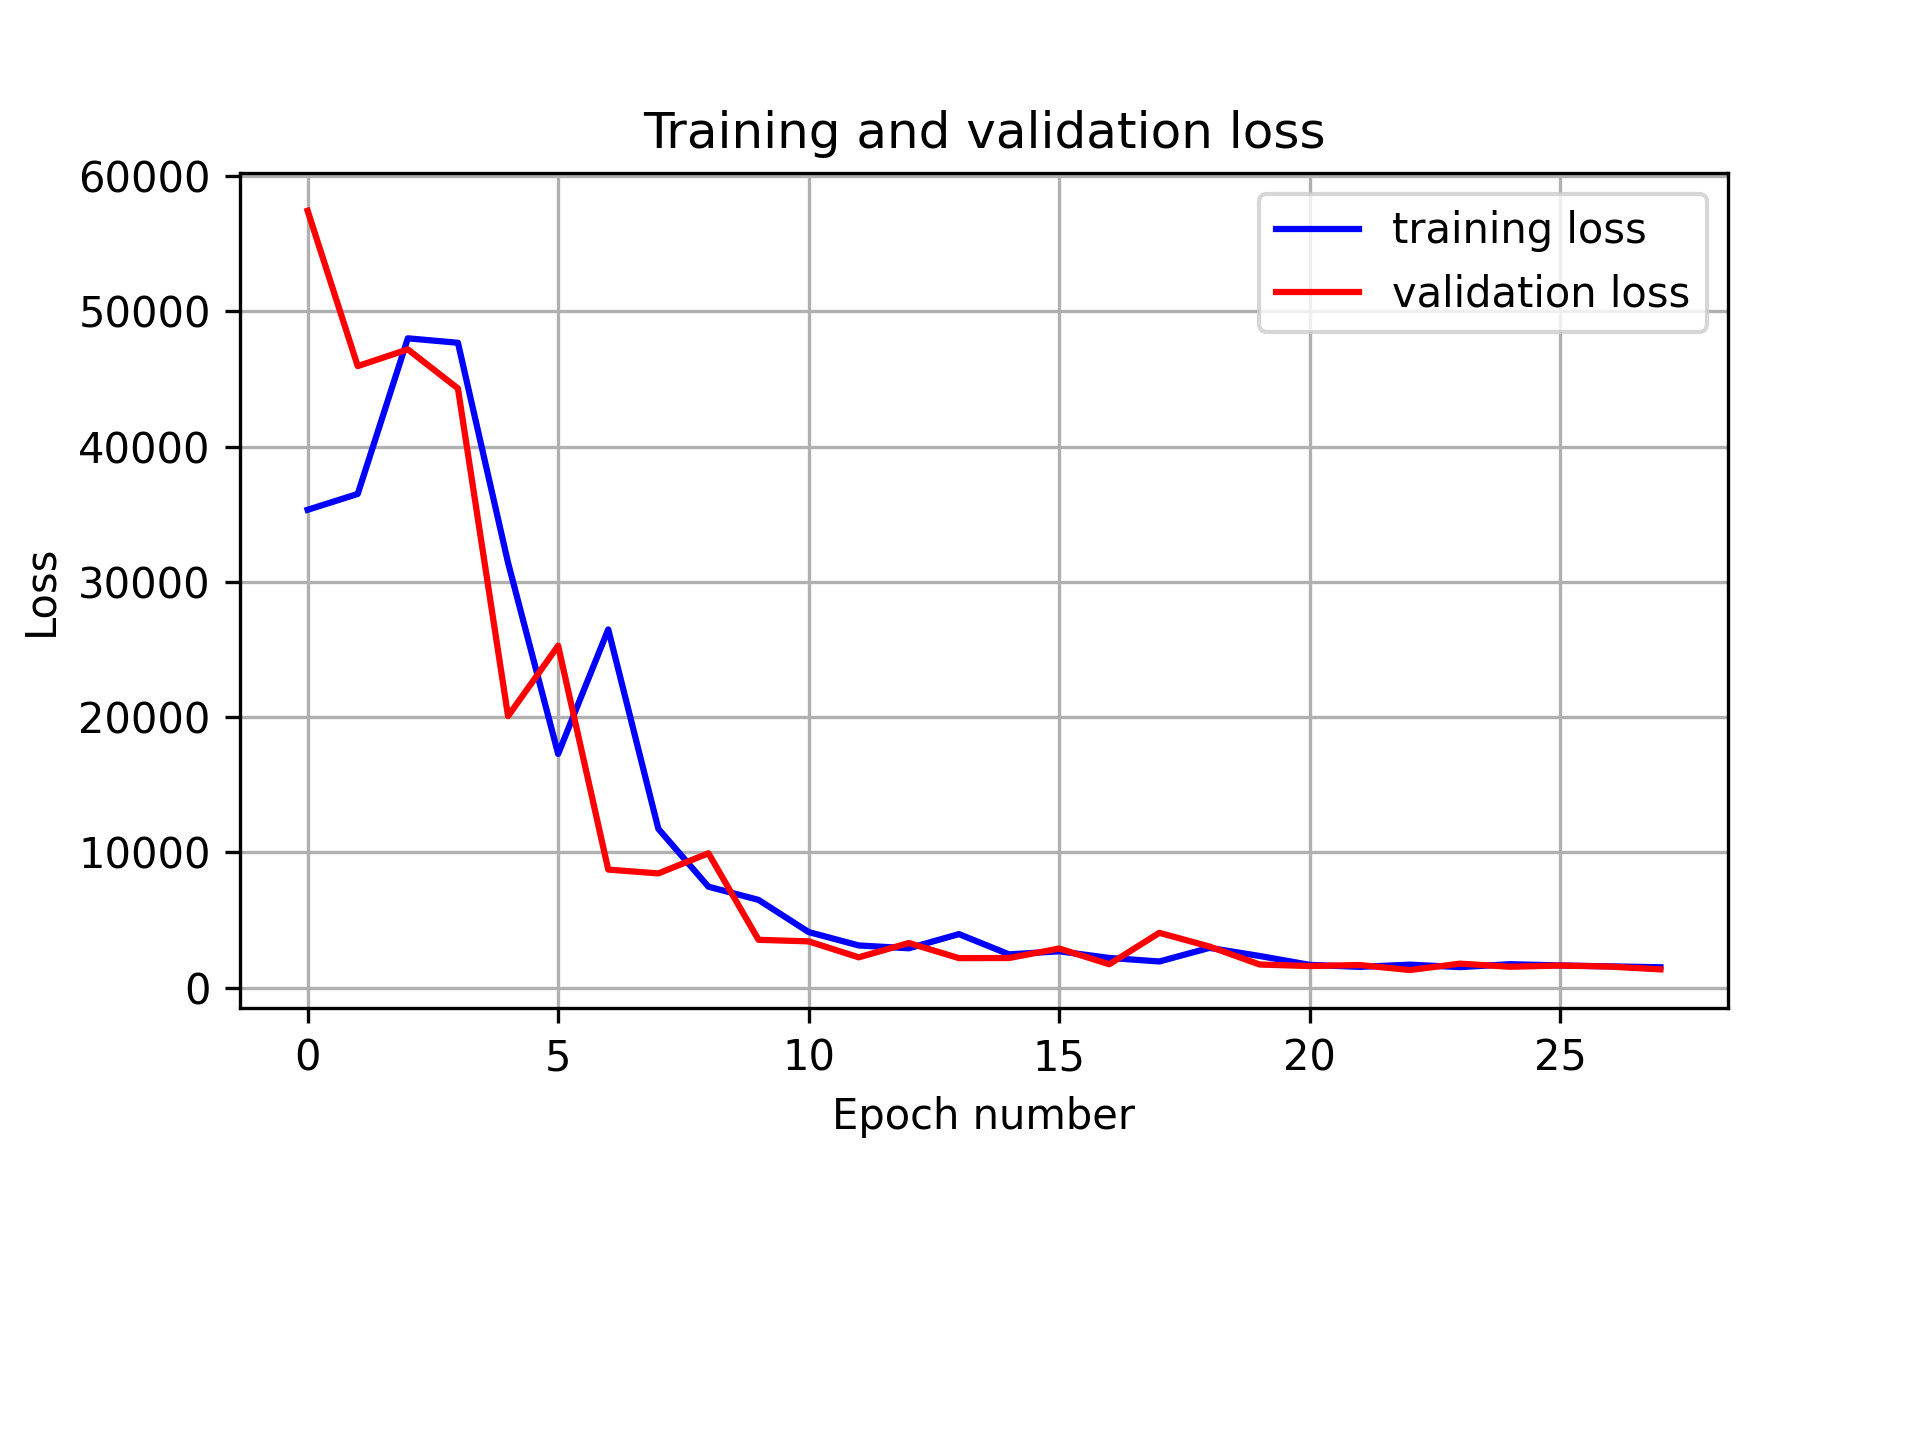 Training and validation loss
60000
50000
40000
30000
20000
10000
0
Loss
training loss
validation loss
0 5 10 15 20 25
Epoch number